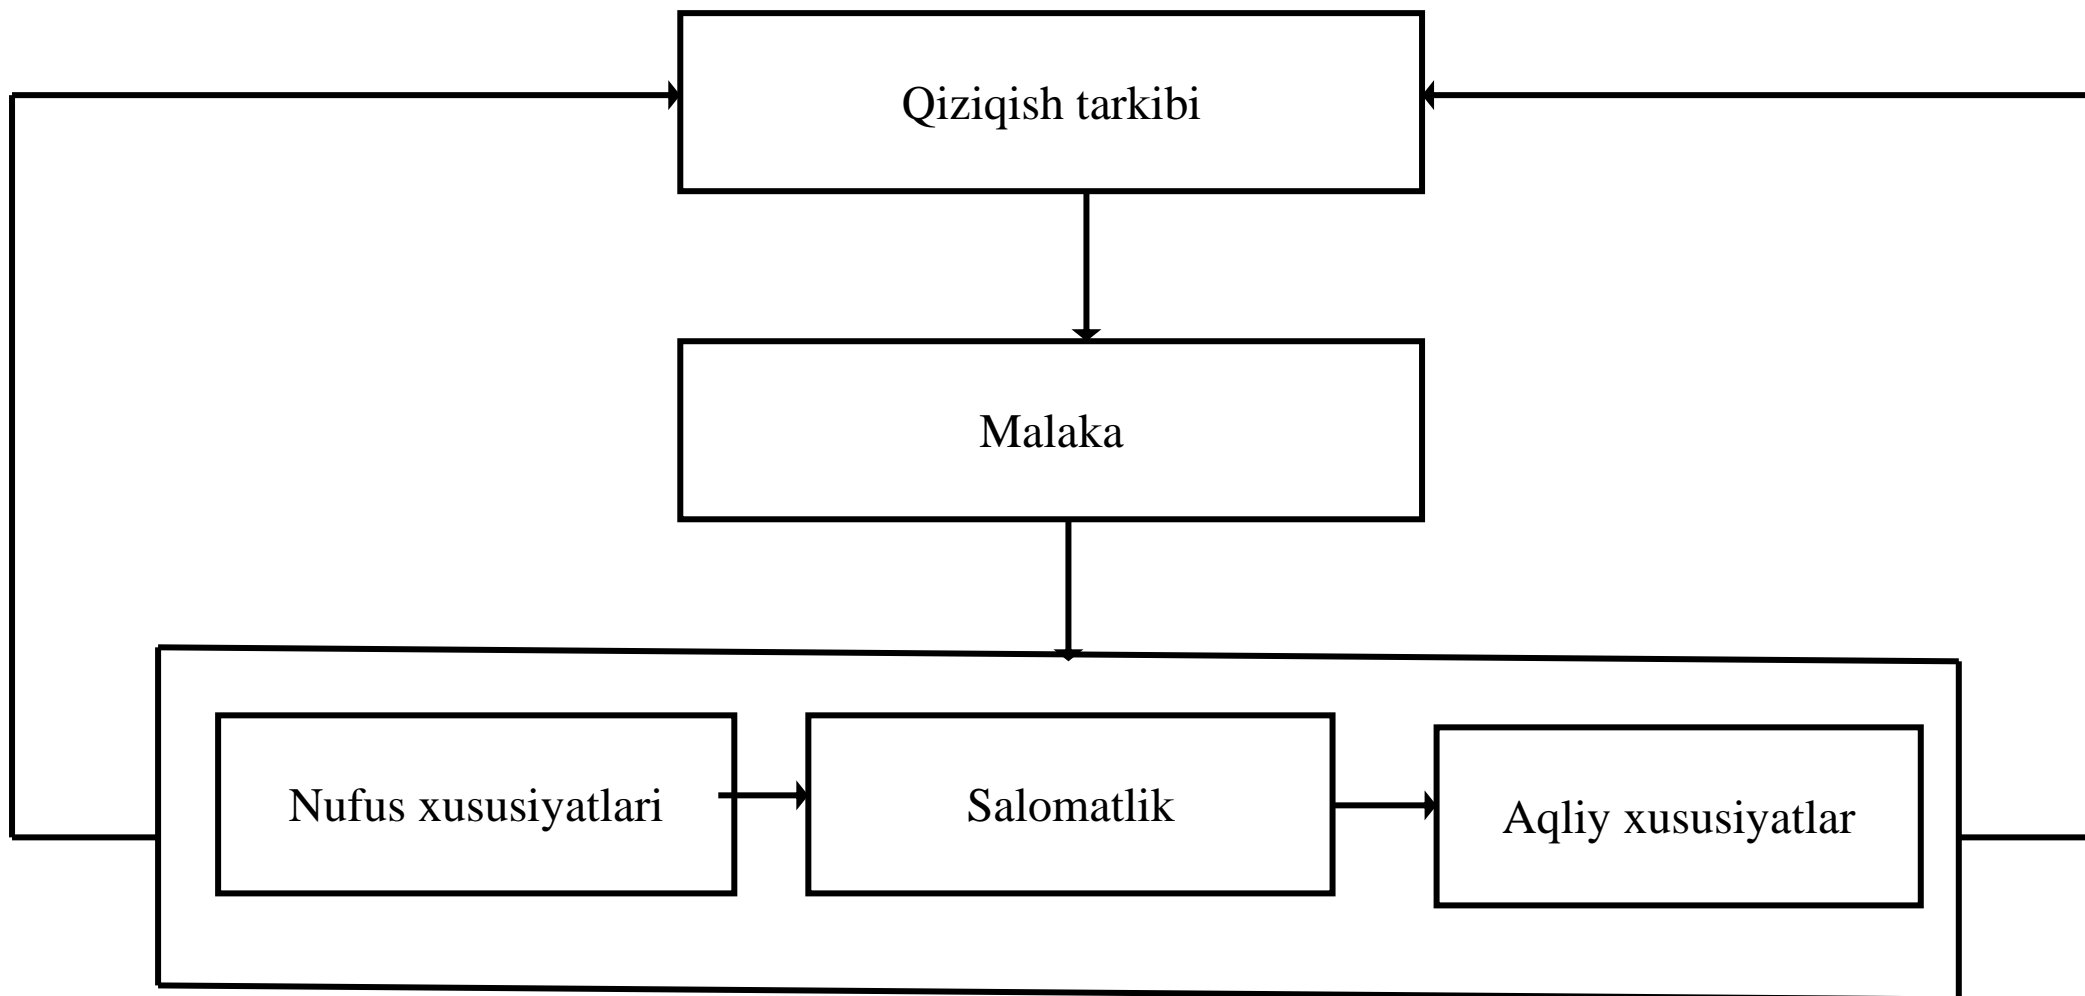 Qiziqish tarkibi
Malaka
Nufus xususiyatlari
Salomatlik
Aqliy xususiyatlar